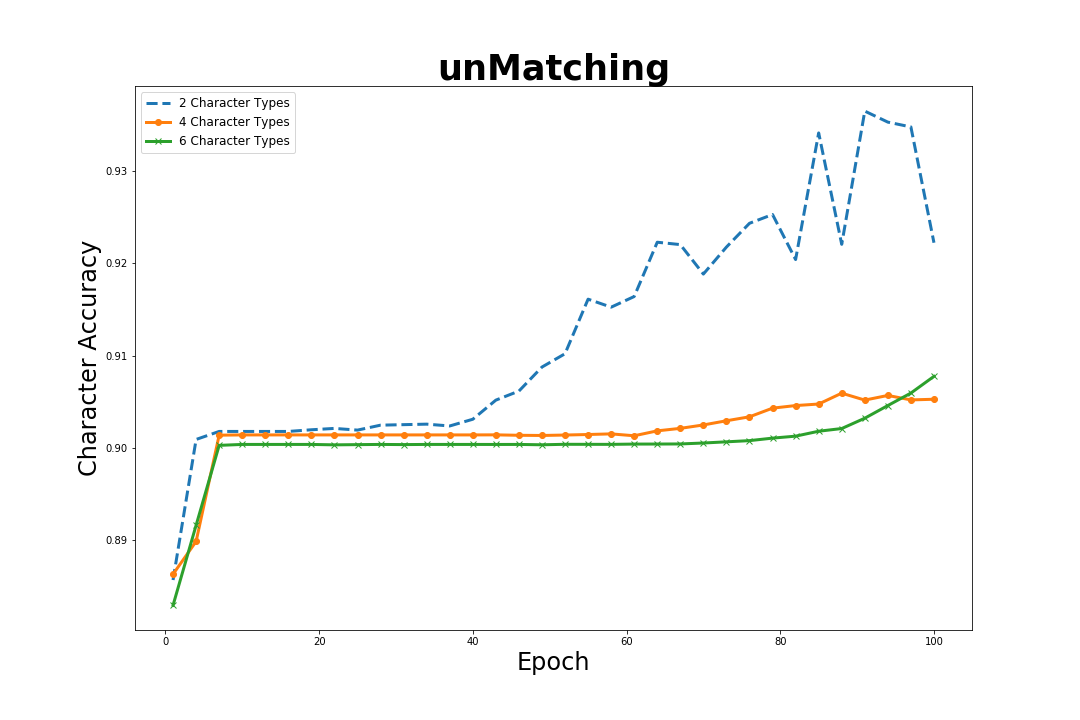 unMatching
2 Character Types
4 Character Types
6 Character Types
Character Accuracy
0.93
0.92
0.91
0.90
0.89
0 20 40 60 80 100
Epoch